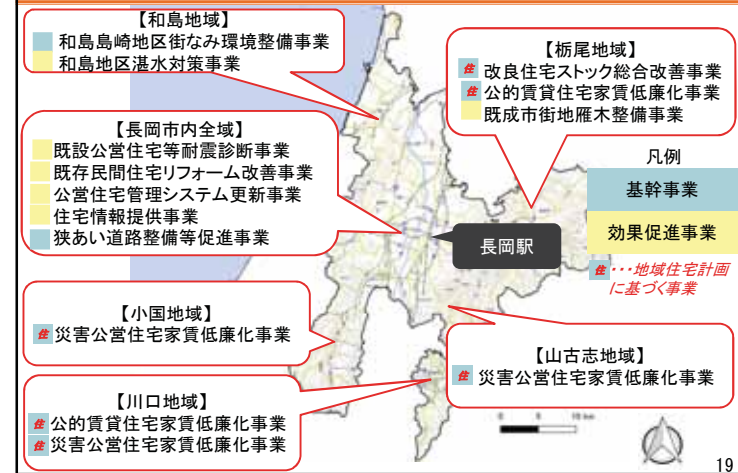 【和島地域】
和島島崎地区街なみ環境整備事業
和島地区湛水対策事業
【栃尾地域】
住 改良住宅ストック総合改善事業
住 公的賃貸住宅家賃低廉化事業
既成市街地雁木整備事業
【長岡市内全域】
既設公営住宅等耐震診断事業
既存民間住宅リフォーム改善事業
公営住宅管理システム更新事業
住宅情報提供事業
狭あい道路整備等促進事業
凡例
基幹事業
効果促進事業
住・・・地域住宅計画
に基づく事業
長岡駅
【小国地域】
住 災害公営住宅家賃低廉化事業
【山古志地域】
住 災害公営住宅家賃低廉化事業
【川口地域】
住 公的賃貸住宅家賃低廉化事業
住 災害公営住宅家賃低廉化事業
0 5 10 km
19